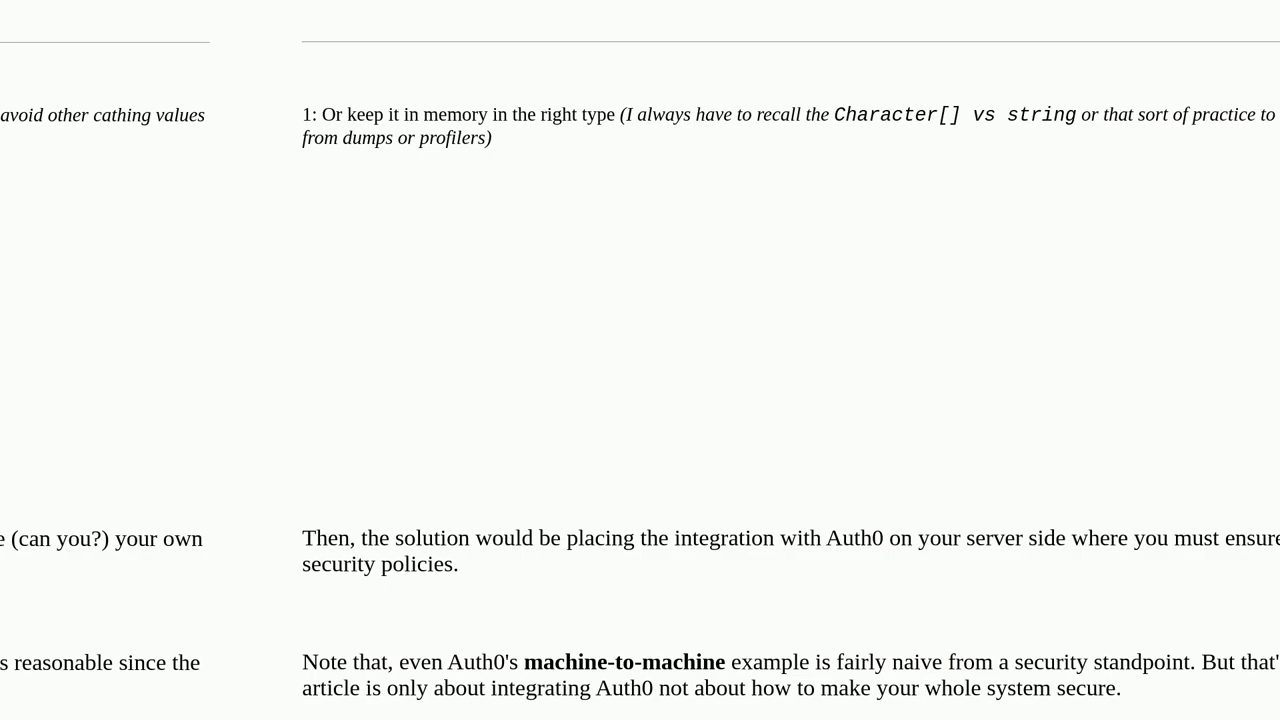 avoid other cathing values
1: Or keep it in memory in the right type (I always have to recall the Character[] vs string or that sort of practice to
from dumps or profilers)
e (can you?) your own
Then, the solution would be placing the integration with Auth0 on your server side where you must ensure
security policies.
s reasonable since the
Note that, even Auth0's machine-to-machine example is fairly naive from a security standpoint. But that'
article is only about integrating Auth0 not about how to make your whole system secure.